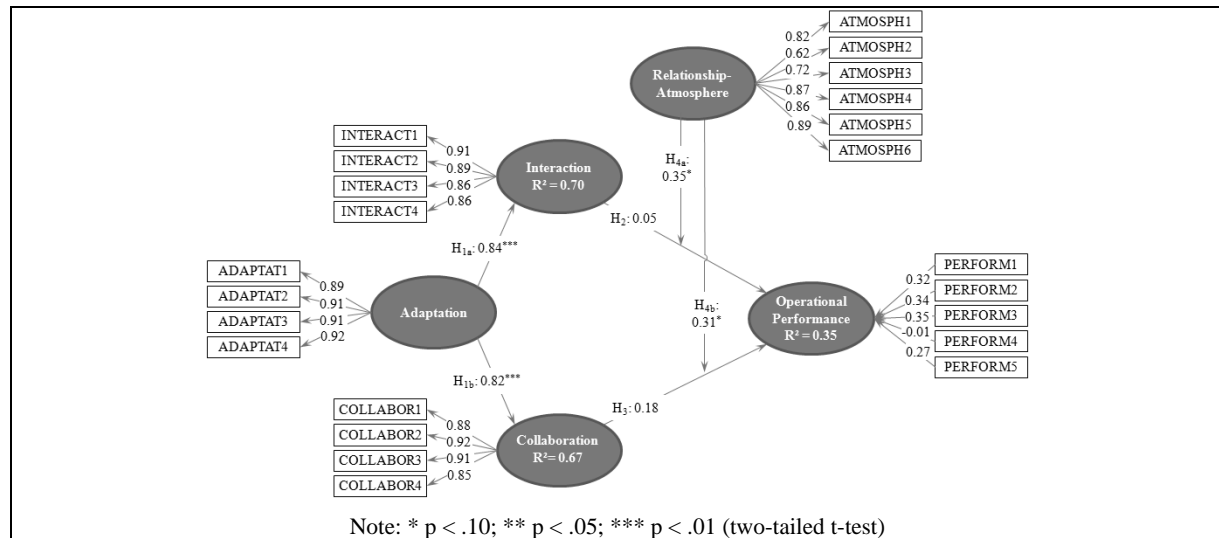 ATMOSPH1
0.82
ATMOSPH2
0.62
ATMOSPH3
0.72
ATMOSPH4
0.87
ATMOSPH5
0.86
ATMOSPH6
0.89
Relationship-
Atmosphere
INTERACT1
0.91
INTERACT2
0.89
INTERACT3
0.86
INTERACT4
0.86
Interaction
R² = 0.70
H4a:
0.35*
H2: 0.05
H1a: 0.84***
ADAPTAT1
0.89
ADAPTAT2
0.91
ADAPTAT3
0.91
ADAPTAT4
0.92
Adaptation
H4b:
0.31*
Operational
Performance
R² = 0.35
PERFORM1
0.32
PERFORM2
0.34
PERFORM3
0.35
PERFORM4
-0.01
PERFORM5
0.27
H1b: 0.82***
H3: 0.18
COLLABOR1
0.88
COLLABOR2
0.92
COLLABOR3
0.91
COLLABOR4
0.85
Collaboration
R²= 0.67
Note: * p < .10; ** p < .05; *** p < .01 (two-tailed t-test)